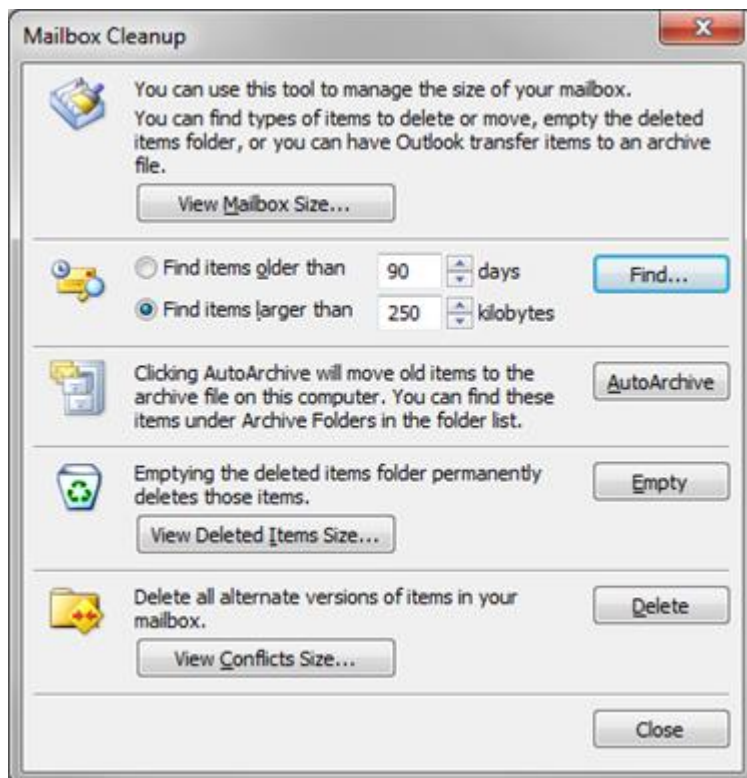 Mailbox Cleanup
You can use this tool to manage the size of your mailbox.
You can find types of items to delete or move, empty the deleted
items folder, or you can have Outlook transfer items to an archive
file.
View Mailbox Size...
Find items older than 90 days Find...
Find items larger than 250 kilobytes
Clicking AutoArchive will move old items to the AutoArchive
archive file on this computer. You can find these
items under Archive Folders in the folder list.
Emptying the deleted items folder permanently Empty
deletes those items.
View Deleted Items Size...
Delete all alternate versions of items in your Delete
mailbox.
View Conflicts Size...
Close